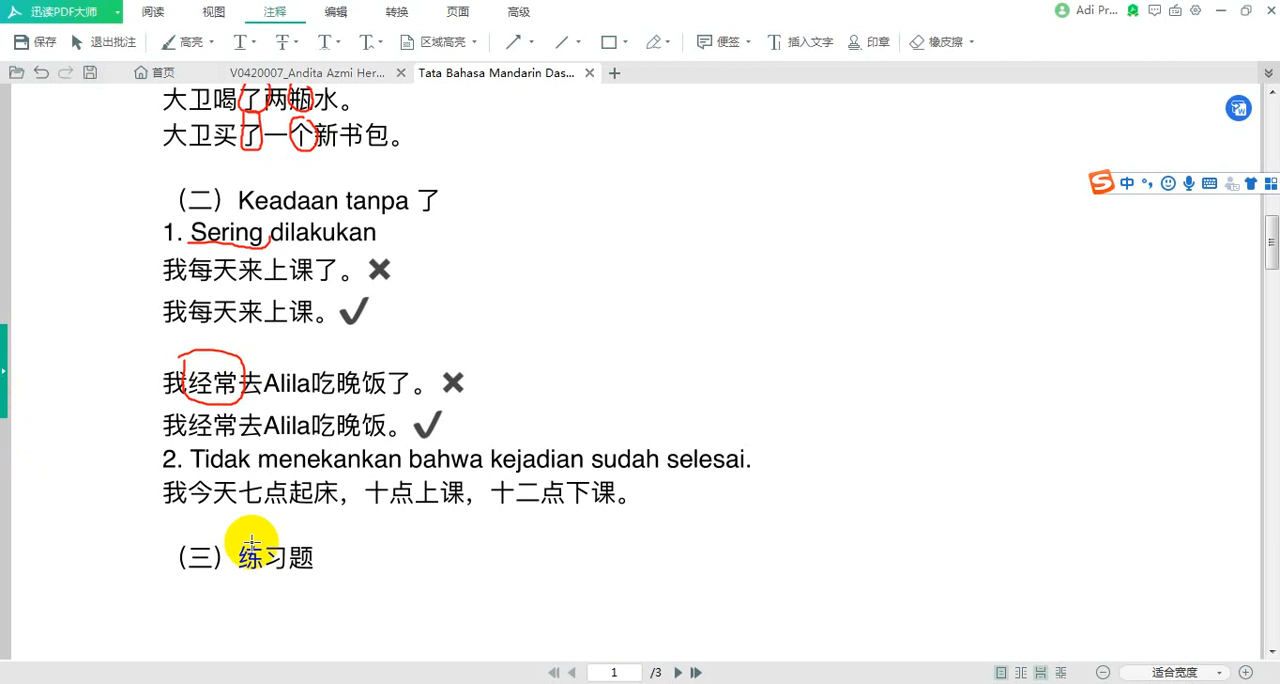 迅读PDF大师 阅读 视图 注释 编辑 转换 页面 高级 Adi Pr...
保存 退出批注 高亮 区域高亮 便签 插入文字 印章 橡皮擦
首页 V0420007_Andita Azmi Her... Tata Bahasa Mandarin Das...
大卫喝了两瓶水。
大卫买了一个新书包。
（二）Keadaan tanpa 了
中
1. Sering dilakukan
我每天来上课了。✖
我每天来上课。✔
我经常去Alila吃晚饭了。✖
我经常去Alila吃晚饭。✔
2. Tidak menekankan bahwa kejadian sudah selesai.
我今天七点起床，十点上课，十二点下课。
（三）练习题
1 /3 适合宽度